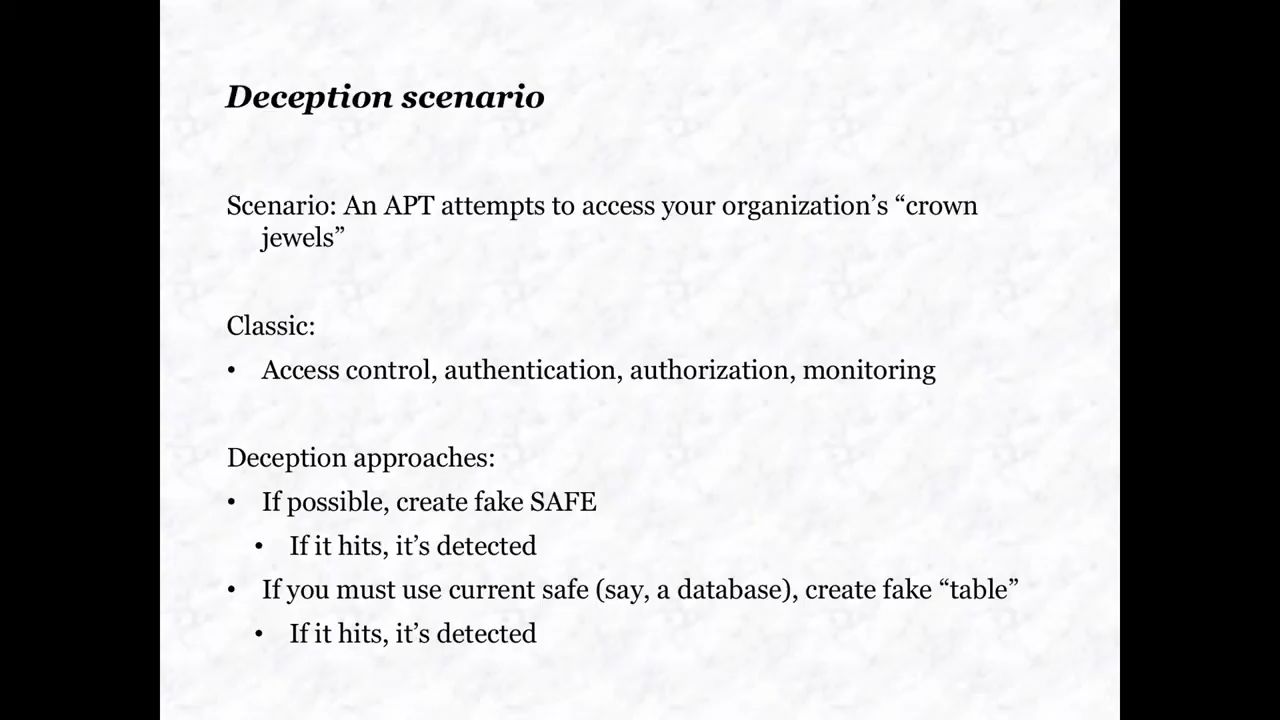 Deception scenario
Scenario: An APT attempts to access your organization’s “crown
jewels”
Classic:
• Access control, authentication, authorization, monitoring
Deception approaches:
• If possible, create fake SAFE
• If it hits, it’s detected
• If you must use current safe (say, a database), create fake “table”
• If it hits, it’s detected